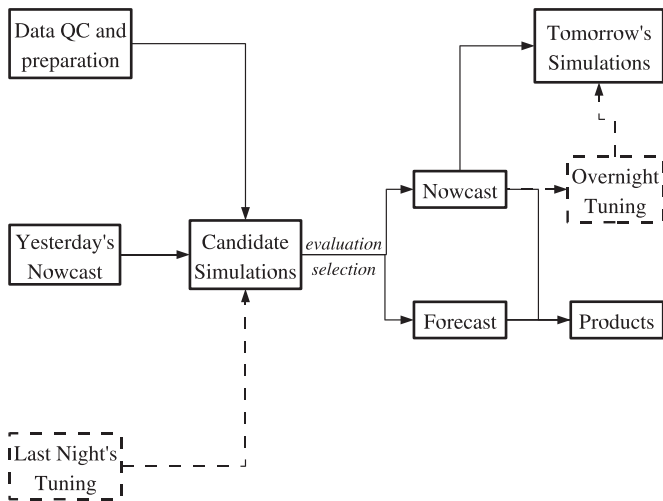 Data QC and
preparation
Tomorrow's
Simulations
Nowcast
Overnight
Tuning
Yesterday's
Nowcast
Candidate
Simulations
evaluation
selection
Forecast
Products
Last Night's
Tuning